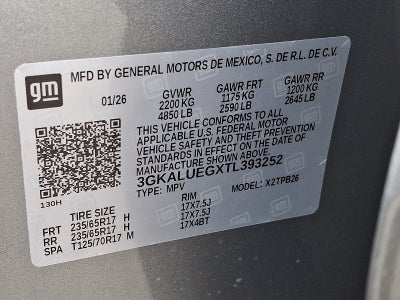 gm
MFD BY GENERAL MOTORS DE MEXICO, S. DE R.L. DE C.V.
01/26 GVWR GAWR FRT GAWR RR
2200 KG 1175 KG 1200 KG
4850 LB 2590 LB 2645 LB
THIS VEHICLE CONFORMS TO ALL
APPLICABLE U.S. FEDERAL MOTOR
VEHICLE SAFETY AND THEFT PREVENTION
STANDARDS IN EFFECT ON THE DATE OF
MANUFACTURE SHOWN ABOVE.
3GKALUEGXTL393252
130H
TYPE: MPV MODEL: X2TPB26
TIRE SIZE RIM
FRT 235/65R17 H 17X7.5J
RR 235/65R17 H 17X7.5J
SPA T125/70R17 M 17X4BT